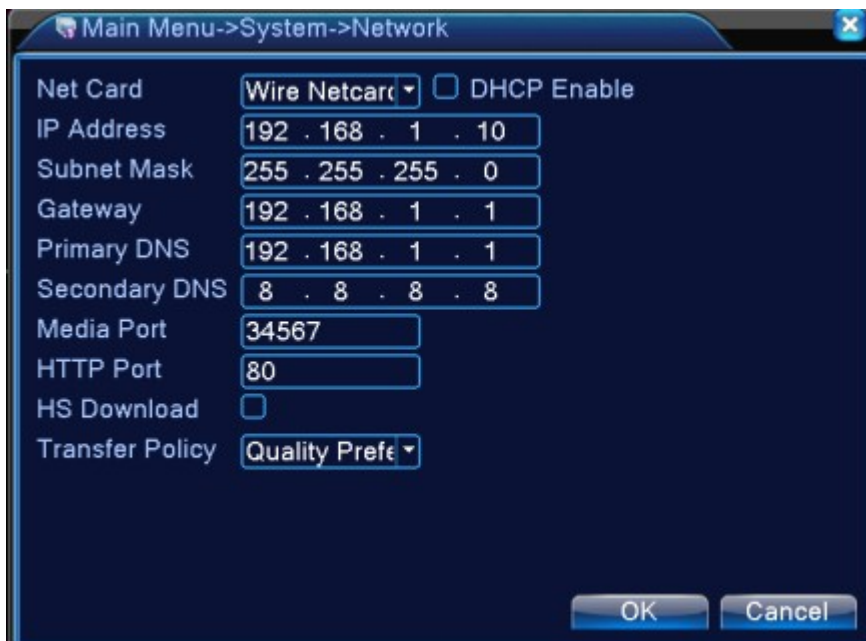 Main Menu->System->Network
Net Card Wire Netcard DHCP Enable
IP Address 192 . 168 . 1 . 10
Subnet Mask 255 . 255 . 255 . 0
Gateway 192 . 168 . 1 . 1
Primary DNS 192 . 168 . 1 . 1
Secondary DNS 8 . 8 . 8 . 8
Media Port 34567
HTTP Port 80
HS Download
Transfer Policy Quality Prefe
OK Cancel